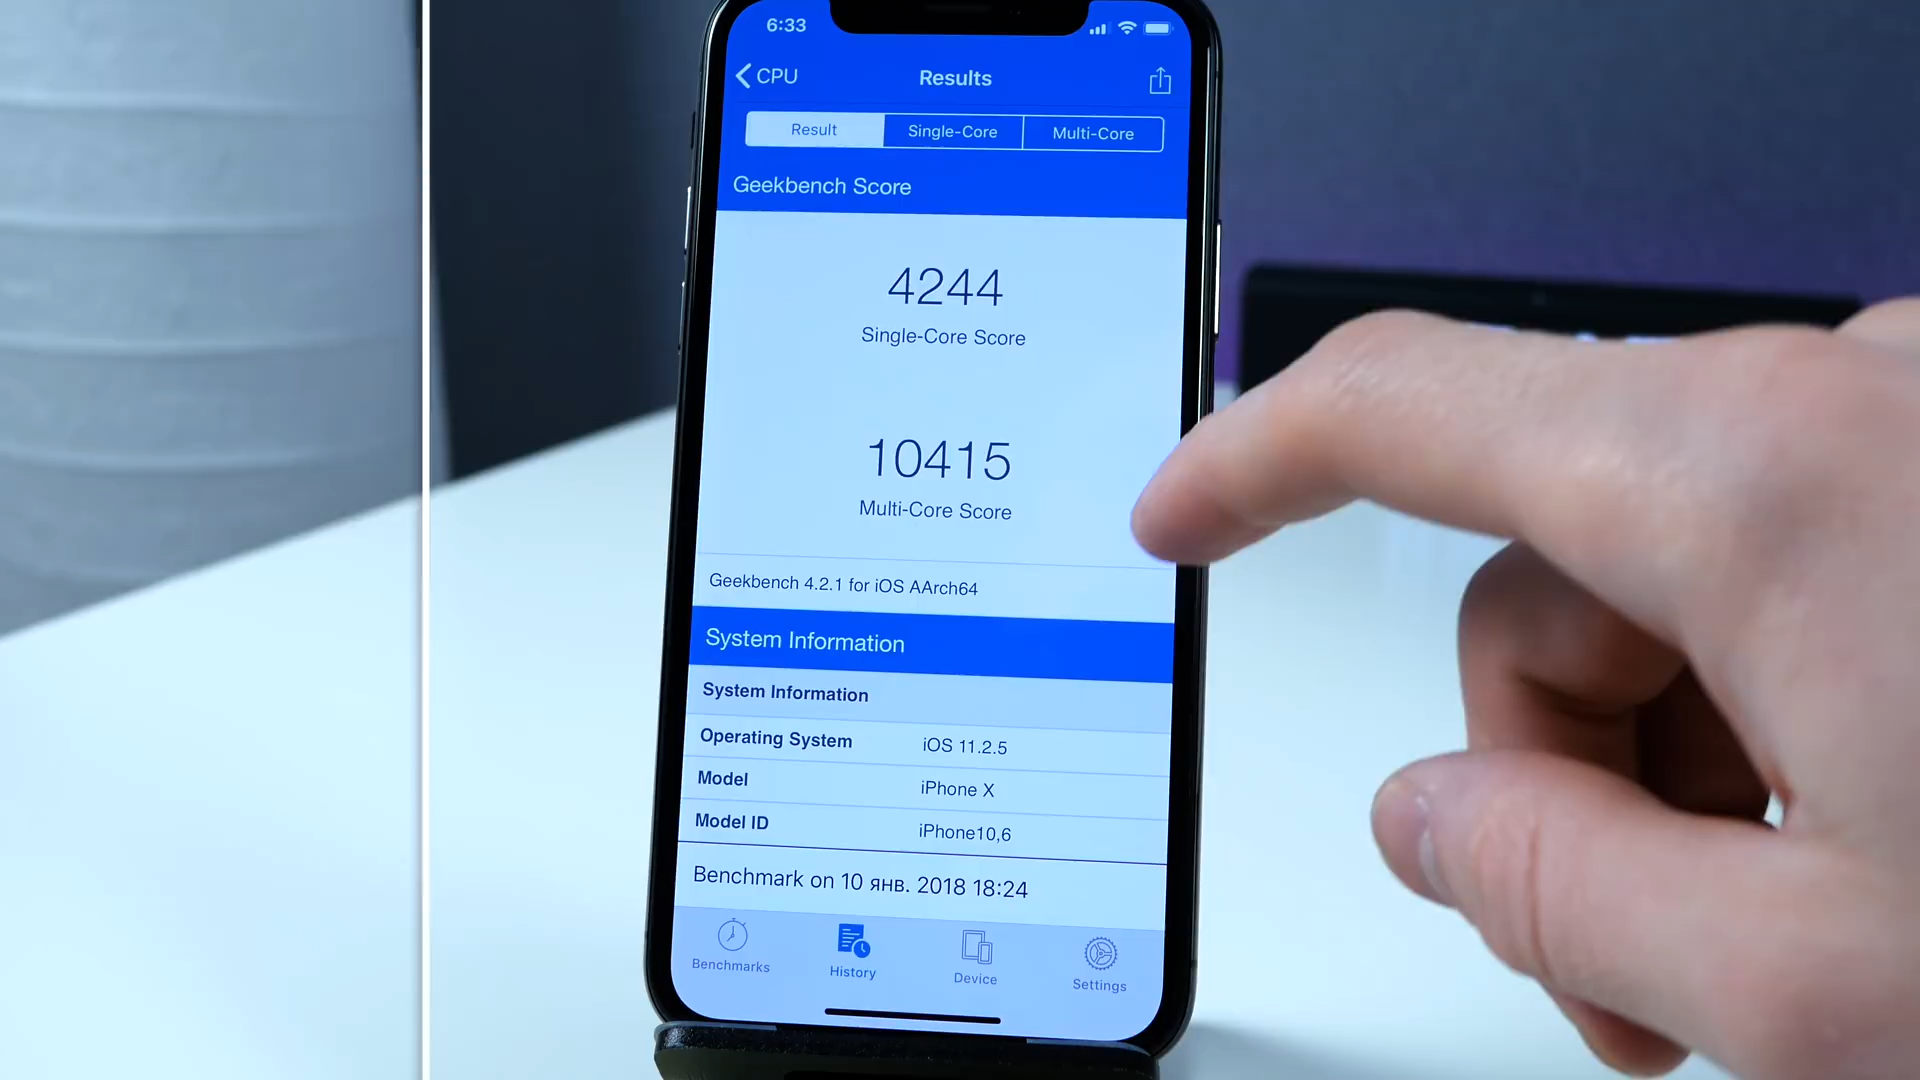 6:33
CPU
Results
Result Single-Core Multi-Core
Geekbench Score
4244
Single-Core Score
10415
Multi-Core Score
Geekbench 4.2.1 for iOS AArch64
System Information
System Information
Operating System iOS 11.2.5
Model iPhone X
Model ID iPhone10,6
Benchmark on 10 янв. 2018 18:24
Benchmarks History Device Settings